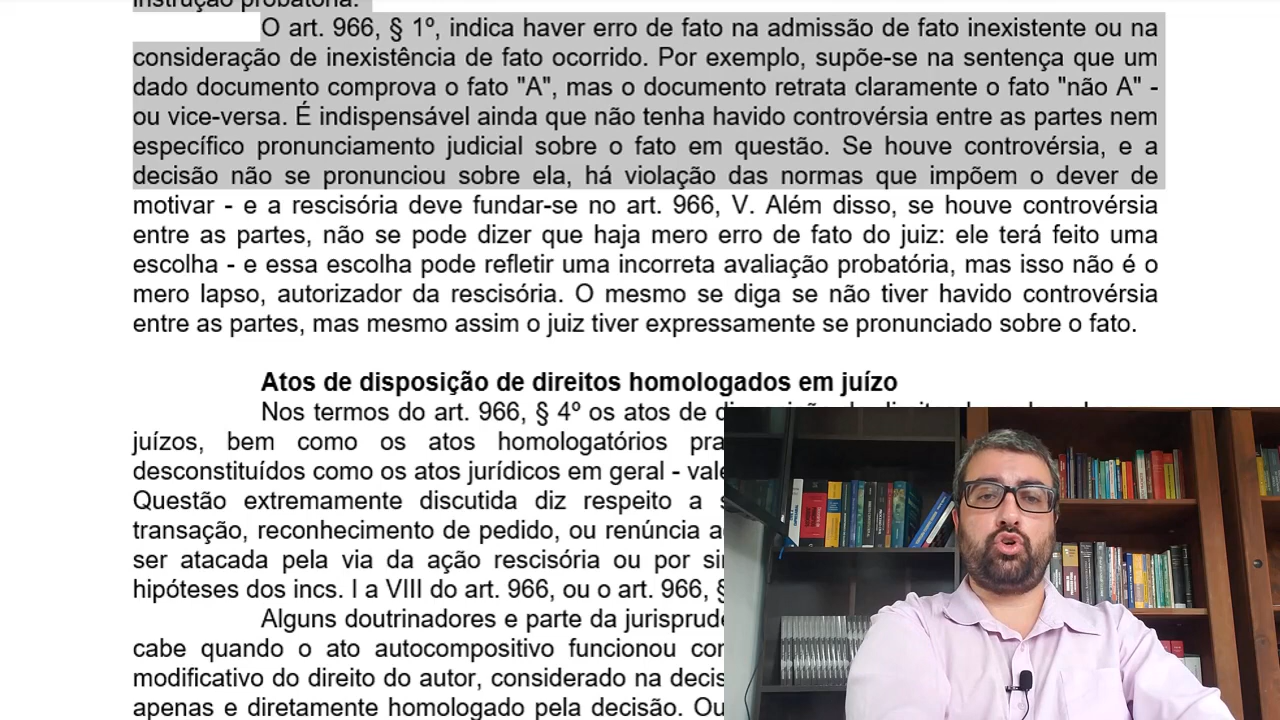 instrução probatória.
O art. 966, § 1º, indica haver erro de fato na admissão de fato inexistente ou na
consideração de inexistência de fato ocorrido. Por exemplo, supõe-se na sentença que um
dado documento comprova o fato "A", mas o documento retrata claramente o fato "não A" -
ou vice-versa. É indispensável ainda que não tenha havido controvérsia entre as partes nem
específico pronunciamento judicial sobre o fato em questão. Se houve controvérsia, e a
decisão não se pronunciou sobre ela, há violação das normas que impõem o dever de
motivar - e a rescisória deve fundar-se no art. 966, V. Além disso, se houve controvérsia
entre as partes, não se pode dizer que haja mero erro de fato do juiz: ele terá feito uma
escolha - e essa escolha pode refletir uma incorreta avaliação probatória, mas isso não é o
mero lapso, autorizador da rescisória. O mesmo se diga se não tiver havido controvérsia
entre as partes, mas mesmo assim o juiz tiver expressamente se pronunciado sobre o fato.
Atos de disposição de direitos homologados em juízo
Nos termos do art. 966, § 4º os atos de
juízos, bem como os atos homologatórios
desconstituídos como os atos jurídicos em geral -
Questão extremamente discutida diz respeito a
transação, reconhecimento de pedido, ou renúncia
ser atacada pela via da ação rescisória ou por
hipóteses dos incs. I a VIII do art. 966, ou o art. 966,
Alguns doutrinadores e parte da
cabe quando o ato autocompositivo funcionou
modificativo do direito do autor, considerado na
apenas e diretamente homologado pela decisão.